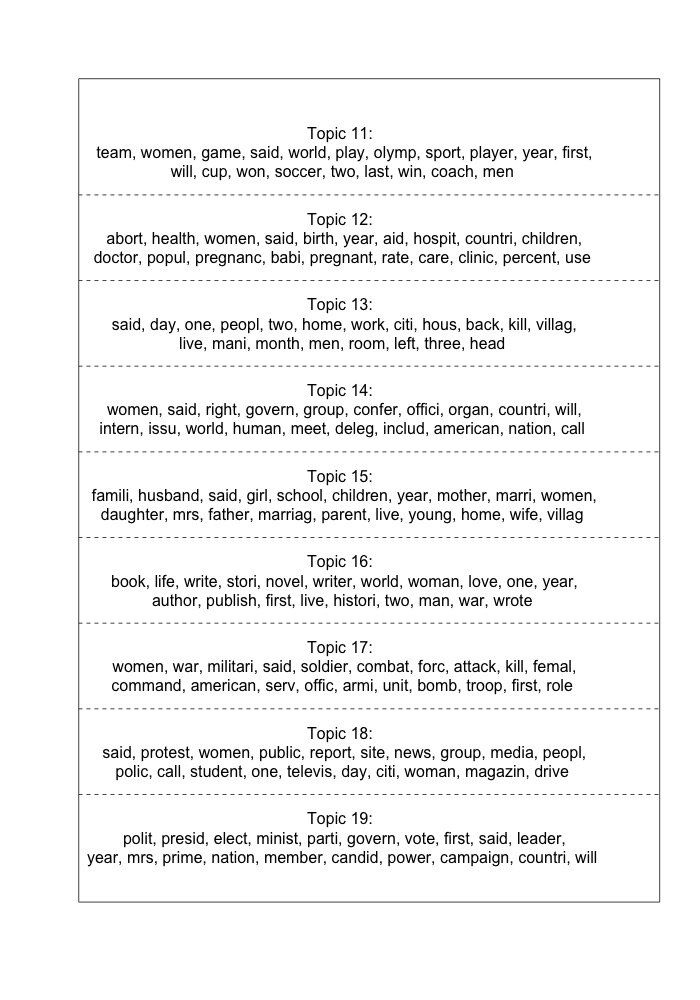 Topic 11:
team, women, game, said, world, play, olymp, sport, player, year, first,
will, cup, won, soccer, two, last, win, coach, men
Topic 12:
abort, health, women, said, birth, year, aid, hospit, countri, children,
doctor, popul, pregnanc, babi, pregnant, rate, care, clinic, percent, use
Topic 13:
said, day, one, peopl, two, home, work, citi, hous, back, kill, villag,
live, mani, month, men, room, left, three, head
Topic 14:
women, said, right, govern, group, confer, offici, organ, countri, will,
intern, issu, world, human, meet, deleg, includ, american, nation, call
Topic 15:
famili, husband, said, girl, school, children, year, mother, marri, women,
daughter, mrs, father, marriag, parent, live, young, home, wife, villag
Topic 16:
book, life, write, stori, novel, writer, world, woman, love, one, year,
author, publish, first, live, histori, two, man, war, wrote
Topic 17:
women, war, militari, said, soldier, combat, forc, attack, kill, femal,
command, american, serv, offic, armi, unit, bomb, troop, first, role
Topic 18:
said, protest, women, public, report, site, news, group, media, peopl,
polic, call, student, one, televis, day, citi, woman, magazin, drive
Topic 19:
polit, presid, elect, minist, parti, govern, vote, first, said, leader,
year, mrs, prime, nation, member, candid, power, campaign, countri, will